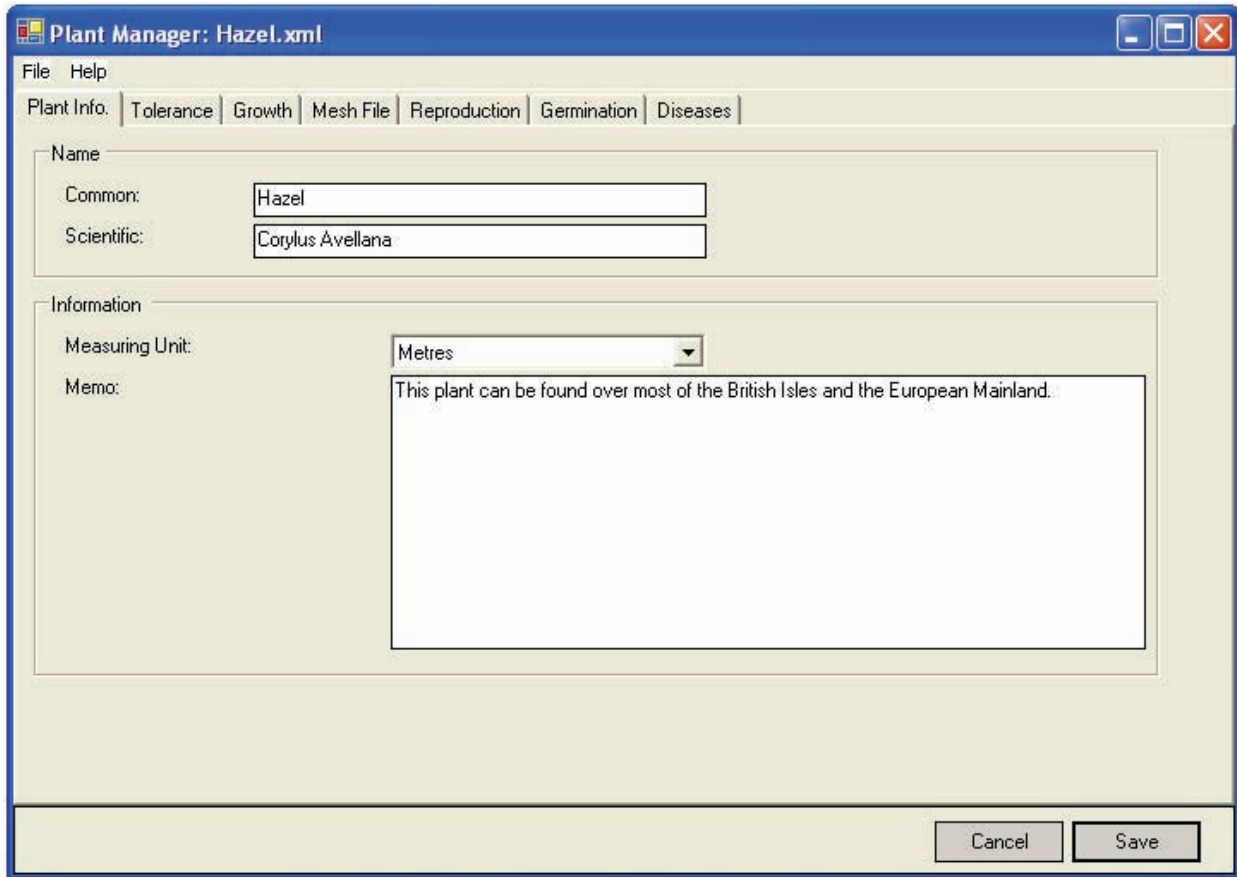 Plant Manager: Hazel.xml
File Help
Plant Info. Tolerance Growth Mesh File Reproduction Germination Diseases
Name
Common: Hazel
Scientific: Corylus Avellana
Information
Measuring Unit: Metres
Memo: This plant can be found over most of the British Isles and the European Mainland.
Cancel Save